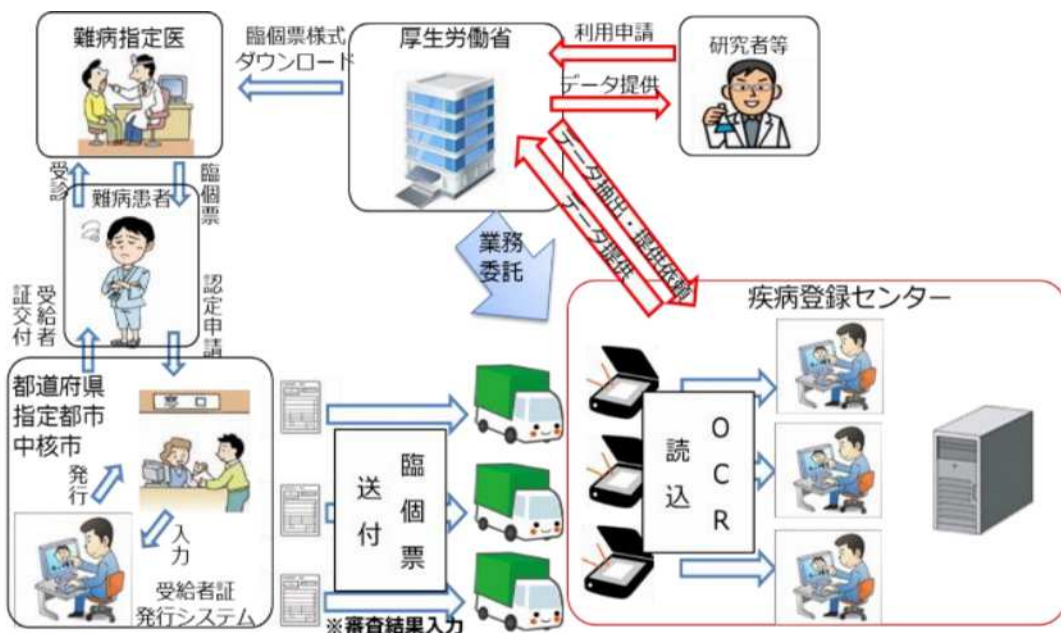 難病指定医
臨個票様式
ダウンロード
厚生労働省
利用申請
データ提供
研究者等
受診
臨個票
難病患者
データ抽出・提供依頼
データ提供
業務
委託
受給者
証交付
認定申請
疾病登録センター
都道府県
指定都市
中核市
窓口
発行
入力
受給者証
発行システム
臨個票
送付
※審査結果入力
OCR
読込